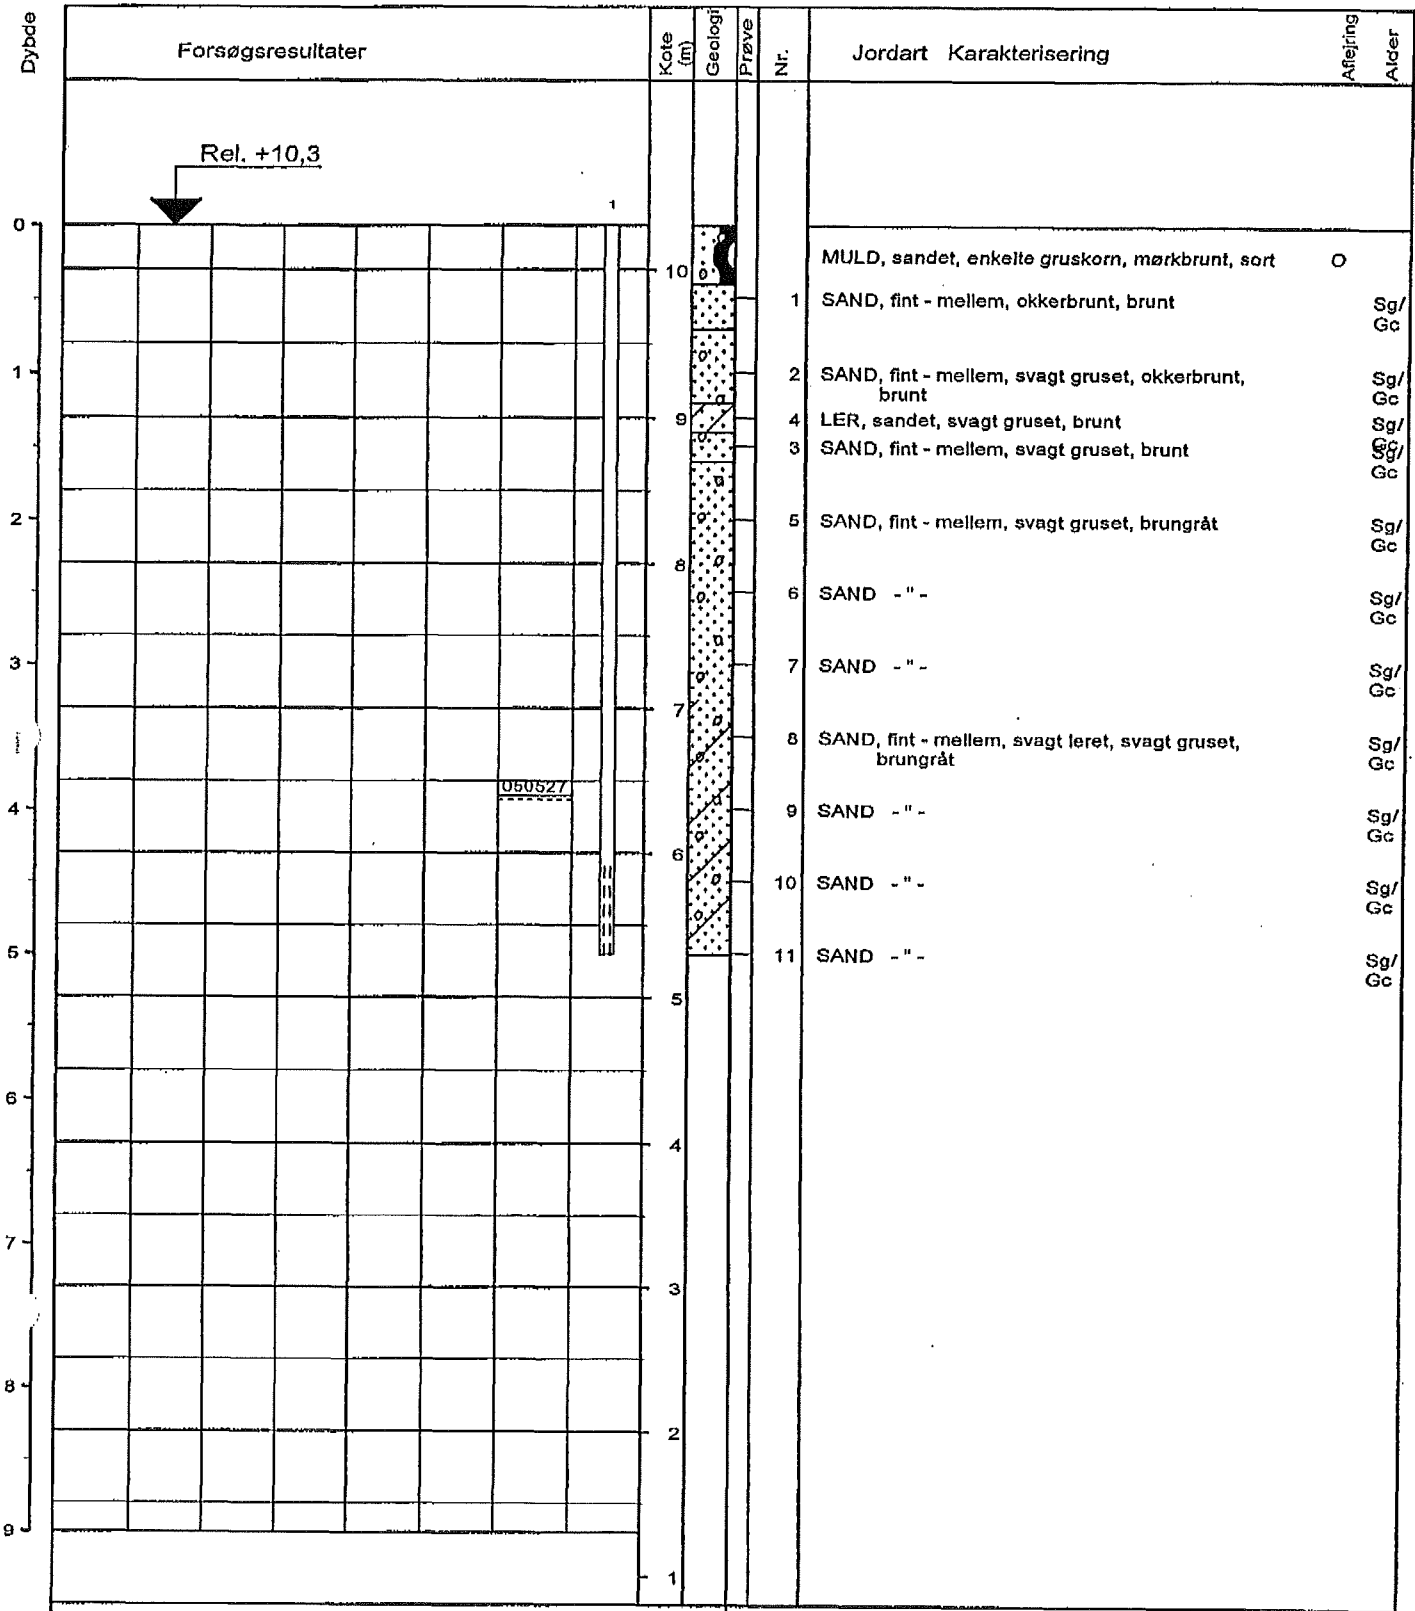 Dybde
Forsøgsresultater
Kote (m)
Geologi
Prøve
Nr.
Jordart Karakterisering
Aflejring
Alder
Rel. +10,3
1
0
10
MULD, sandet, enkelte gruskorn, mørkbrunt, sort O
1 SAND, fint - mellem, okkerbrunt, brunt Sg/
Gc
1
2 SAND, fint - mellem, svagt gruset, okkerbrunt, Sg/
brunt Gc
9
4 LER, sandet, svagt gruset, brunt Sg/
Gc
3 SAND, fint - mellem, svagt gruset, brunt Sg/
Gc
2
5 SAND, fint - mellem, svagt gruset, brungråt Sg/
Gc
8
6 SAND - " - Sg/
Gc
3
7 SAND - " - Sg/
Gc
7
8 SAND, fint - mellem, svagt leret, svagt gruset, Sg/
brungråt Gc
050527
4
9 SAND - " - Sg/
Gc
6
10 SAND - " - Sg/
Gc
5
11 SAND - " - Sg/
Gc
5
6
4
7
3
8
2
9
1